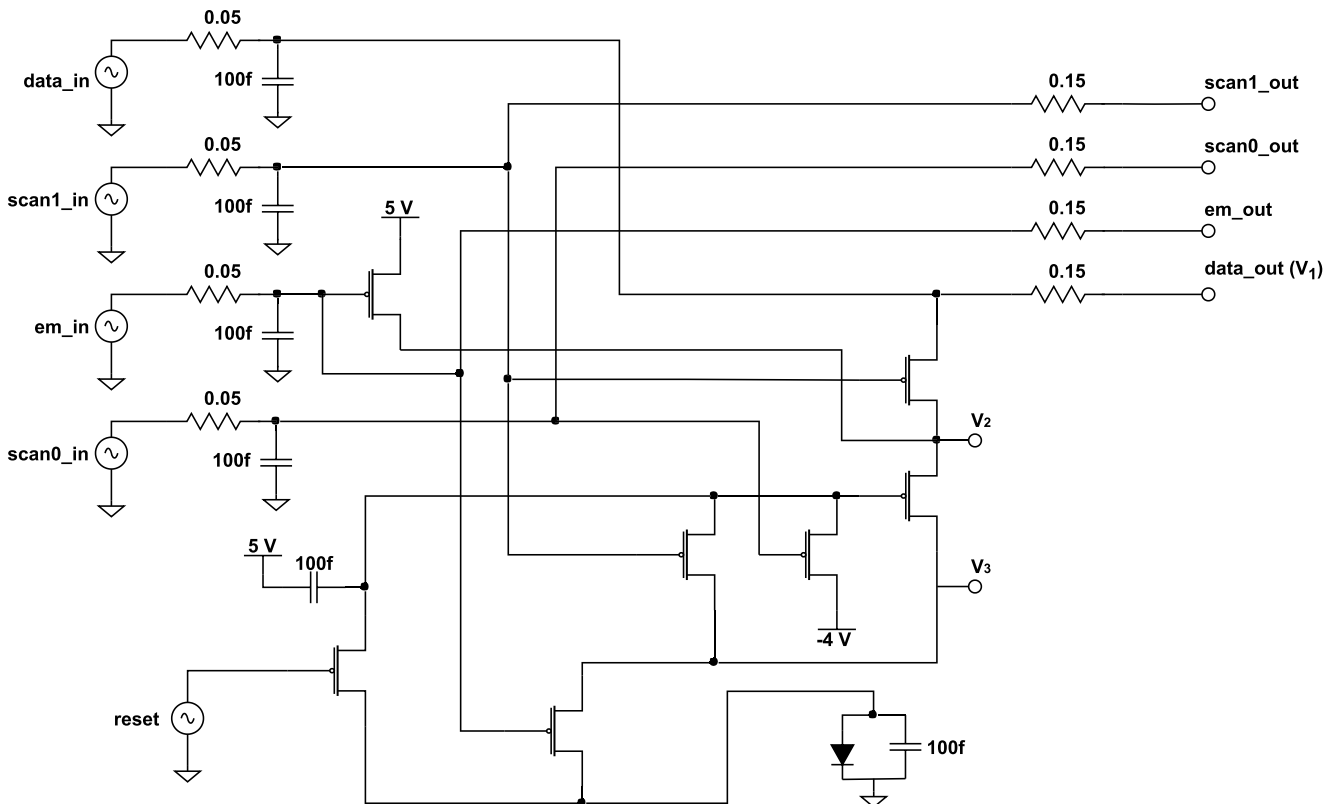 0.05
data_in
100f
0.15
scan1_out
0.05
scan1_in
100f
0.15
scan0_out
5 V
0.15
em_out
0.05
em_in
100f
0.15
data_out (V1)
0.05
scan0_in
100f
V2
5 V
100f
V3
-4 V
reset
100f